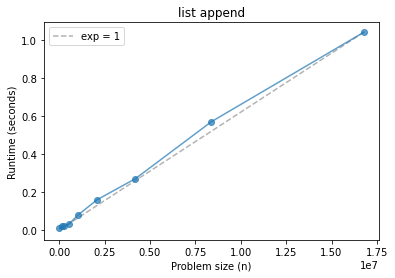 list append
exp = 1
Runtime (seconds)
1.0
0.8
0.6
0.4
0.2
0.0
0.00 0.25 0.50 0.75 1.00 1.25 1.50 1.75
1e7
Problem size (n)